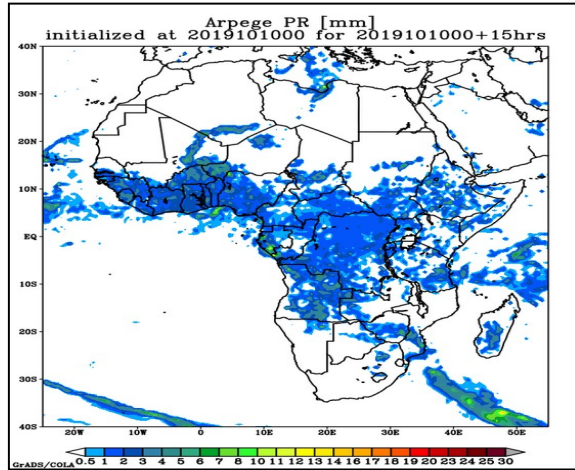 Arpege PR [mm]
initialized at 2019101000 for 2019101000+15hrs
40N
30N
20N
10N
EQ
10S
20S
30S
40S
20W 10W 0 10E 20E 30E 40E 50E
0.5 1 2 3 4 5 6 7 8 10 11 12 13 14 15 16 17 18 19 20 23 24 25 30
GrADS/COLA